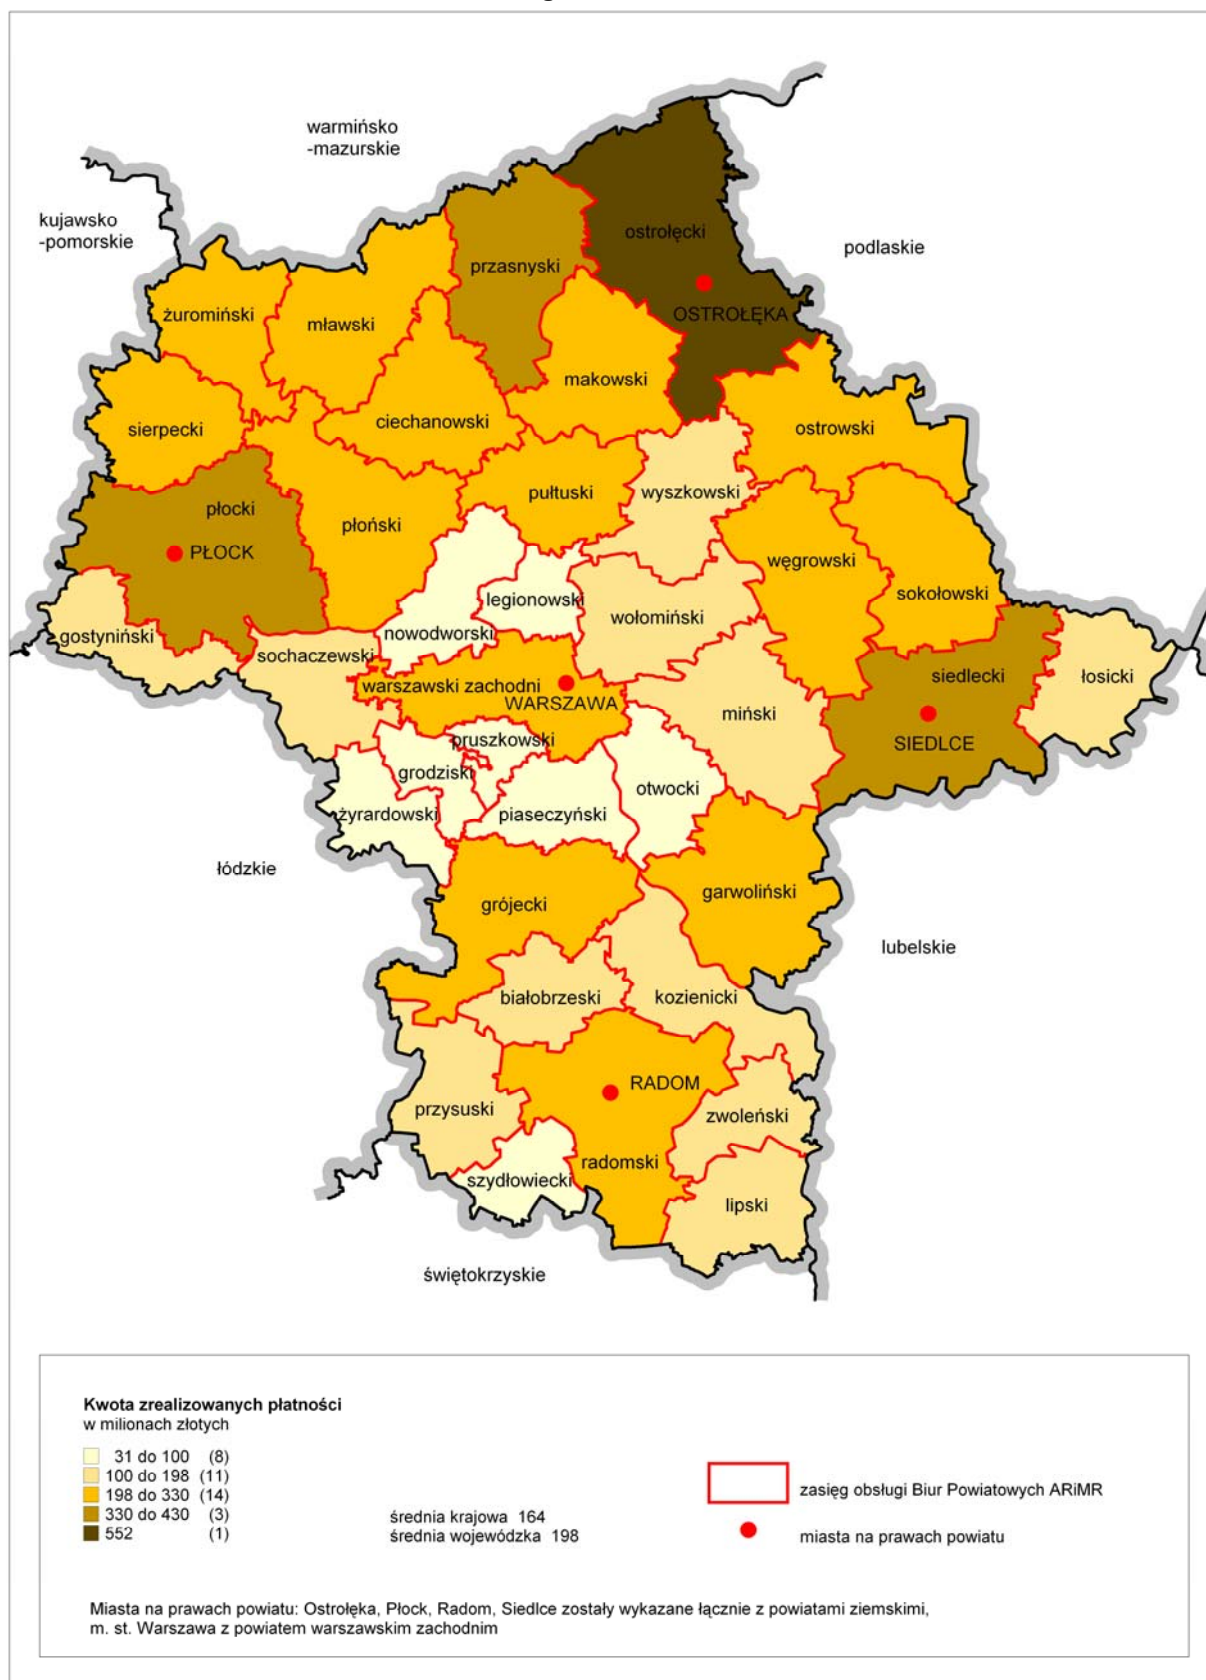 warmińsko
-mazurskie
kujawsko
-pomorskie
podlaskie
ostrołęcki
przasnyski
OSTROŁĘKA
żuromiński
mławski
makowski
ciechanowski
sierpecki
ostrowski
pułtuski
wyszkowski
płocki
płoński
PŁOCK
węgrowski
sokołowski
legionowski
wołomiński
nowodworski
gostyniński
sochaczewski
siedlecki
łosicki
warszawski zachodni
WARSZAWA
miński
SIEDLCE
pruszkowski
grodziski
otwocki
żyrardowski
piaseczyński
łódzkie
garwoliński
grójecki
lubelskie
białobrzeski
kozienicki
RADOM
przysuski
zwoleński
radomski
szydłowiecki
lipski
świętokrzyskie
Kwota zrealizowanych płatności
w milionach złotych
31 do 100 (8)
100 do 198 (11)
198 do 330 (14)
330 do 430 (3)
552 (1)
średnia krajowa 164
średnia wojewódzka 198
zasięg obsługi Biur Powiatowych ARiMR
miasta na prawach powiatu
Miasta na prawach powiatu: Ostrołęka, Płock, Radom, Siedlce zostały wykazane łącznie z powiatami ziemskimi,
m. st. Warszawa z powiatem warszawskim zachodnim